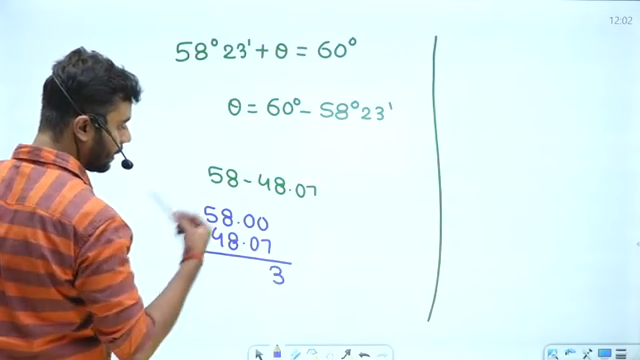 12:02
58°23' + θ = 60°
θ = 60° - 58°23'
58 - 48.07
58.00
48.07
3